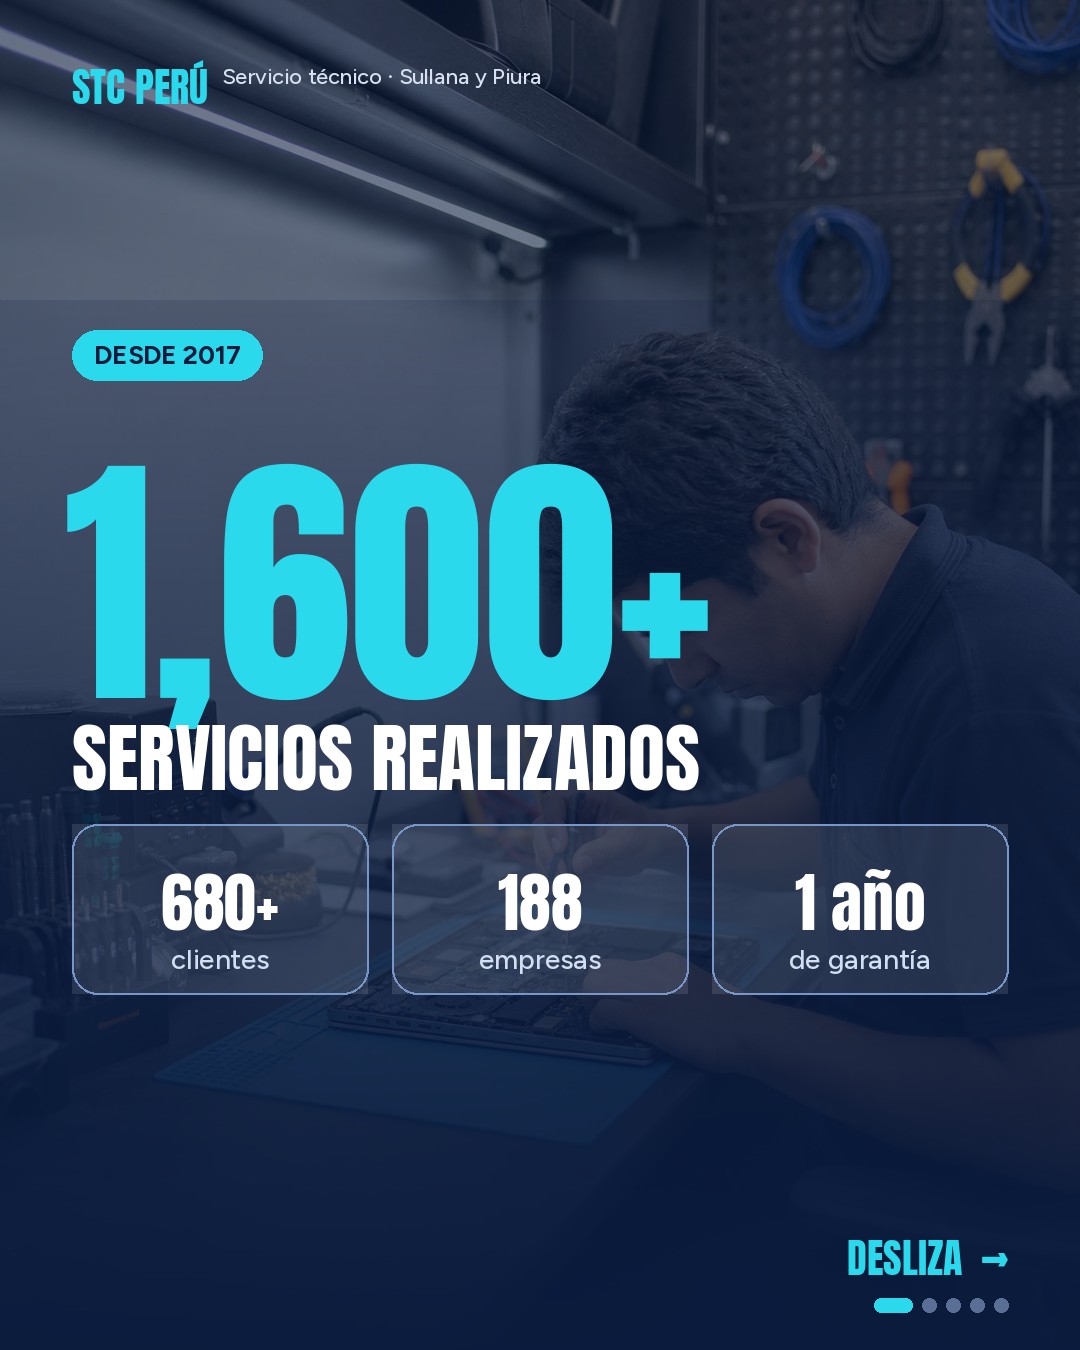 STC PERÚ Servicio técnico · Sullana y Piura
DESDE 2017
1,600+
SERVICIOS REALIZADOS
680+
clientes
188
empresas
1 año
de garantía
DESLIZA →